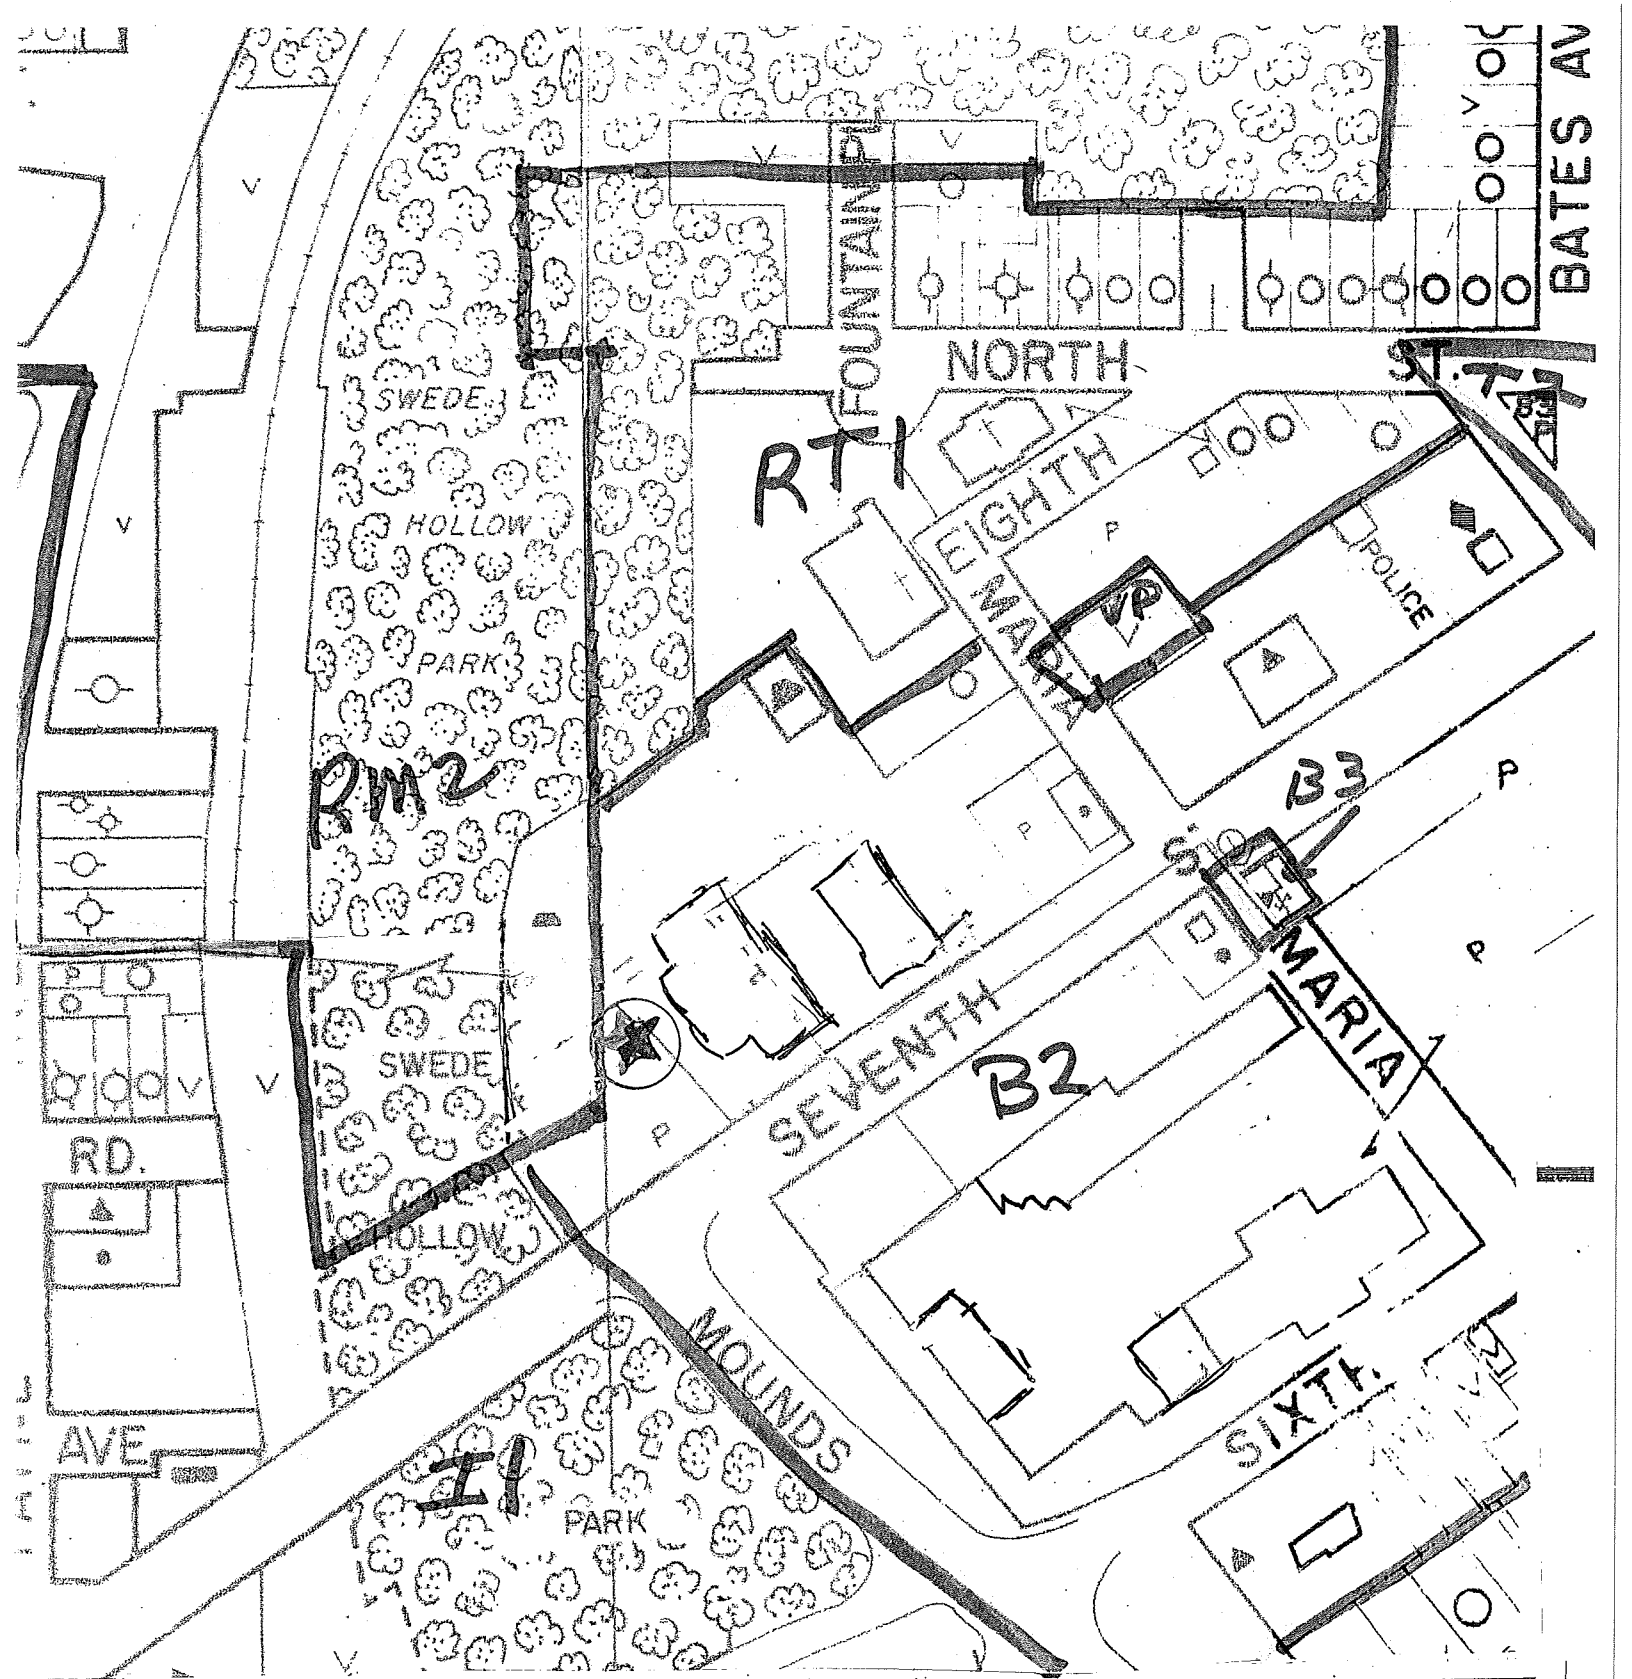 BATES AV
FOUNTAIN PL.
NORTH
ST.
SWEDE
RT1
EIGHTH
HOLLOW
P
POLICE
MARIA
VP
PARK
RM2
B3
P
P
S.
MARIA
P
SEVENTH
B2
SWEDE
P
RD.
HOLLOW
MOUNDS
SIXTH
AVE.
I1
PARK